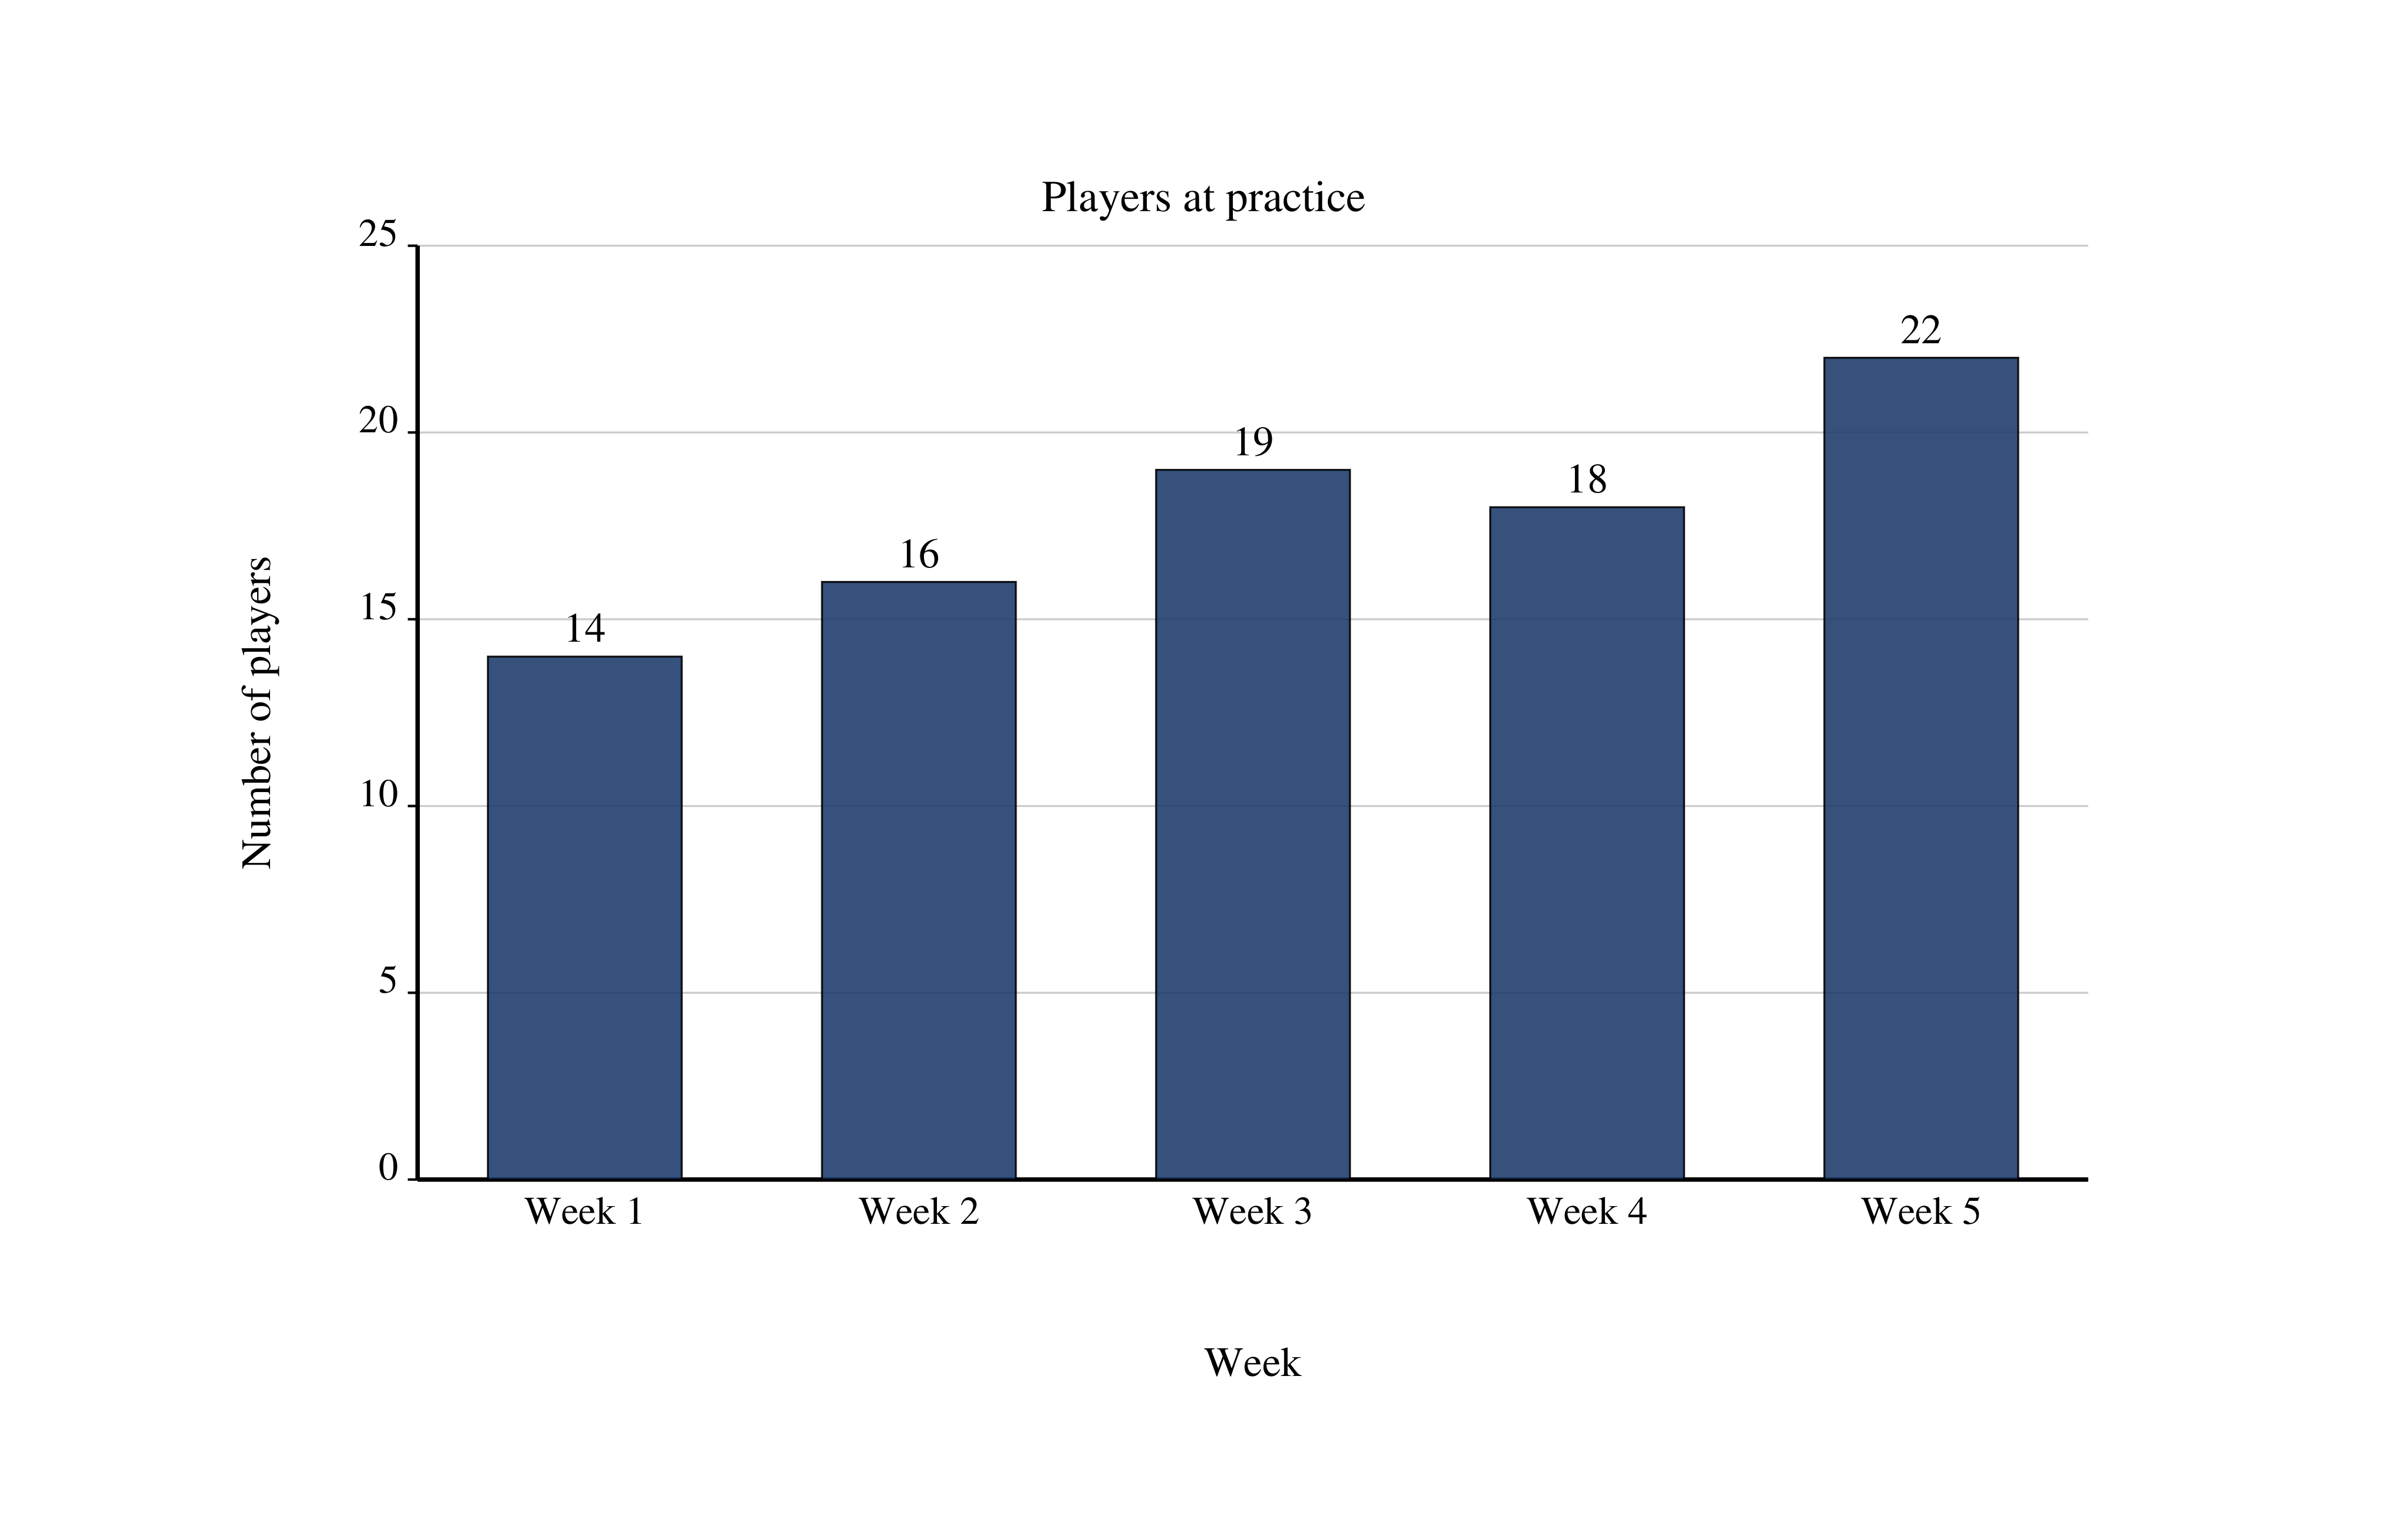 Players at practice
25
20
15
10
5
0
Number of players
14
16
19
18
22
Week 1
Week 2
Week 3
Week 4
Week 5
Week